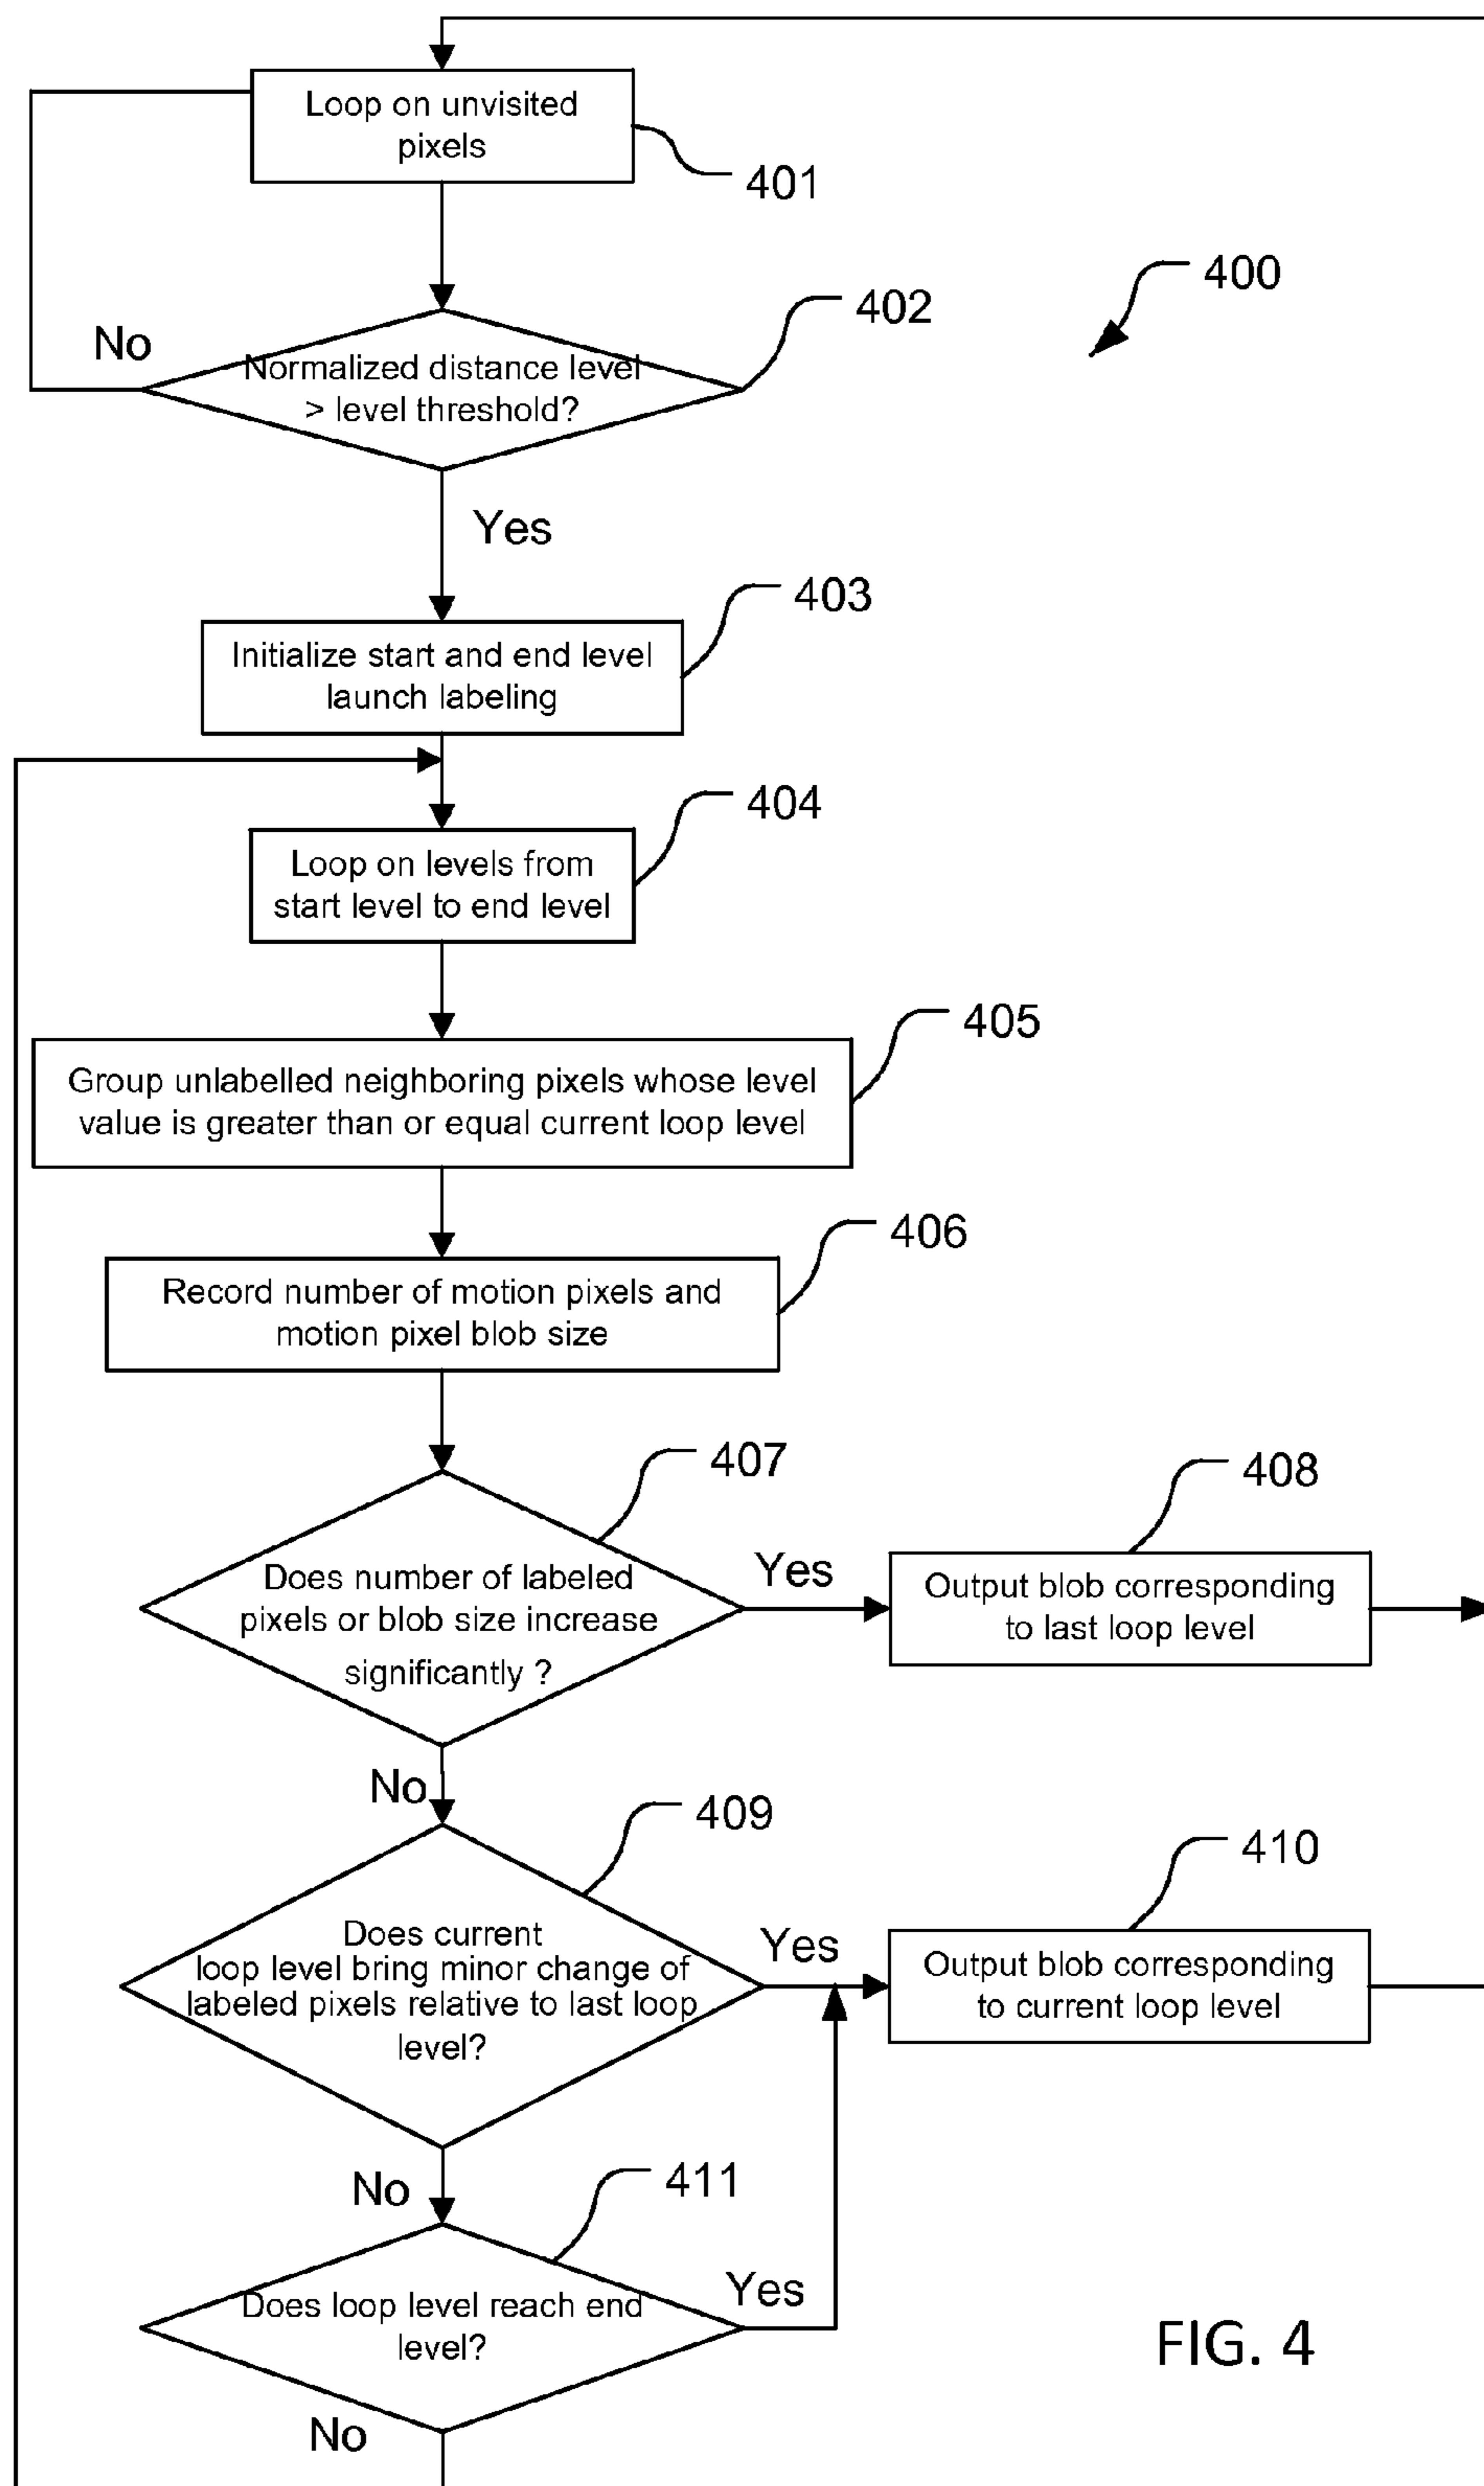 Loop on unvisited
pixels
401
400
402
No
Normalized distance level
> level threshold?
Yes
403
Initialize start and end level
launch labeling
404
Loop on levels from
start level to end level
405
Group unlabelled neighboring pixels whose level
value is greater than or equal current loop level
406
Record number of motion pixels and
motion pixel blob size
407
408
Does number of labeled
pixels or blob size increase
significantly ?
Yes
Output blob corresponding
to last loop level
No
409
410
Does current
loop level bring minor change of
labeled pixels relative to last loop
level?
Yes
Output blob corresponding
to current loop level
No
411
Does loop level reach end
level?
Yes
No
FIG. 4